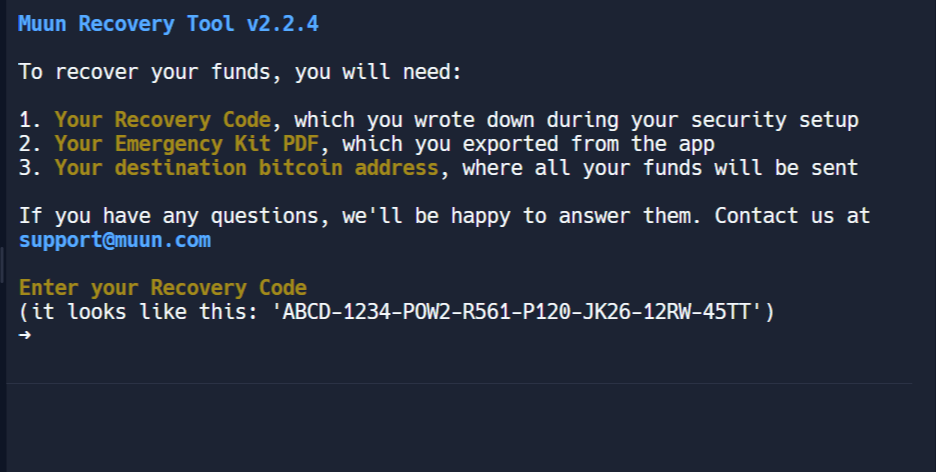 Muun Recovery Tool v2.2.4
To recover your funds, you will need:
1. Your Recovery Code, which you wrote down during your security setup
2. Your Emergency Kit PDF, which you exported from the app
3. Your destination bitcoin address, where all your funds will be sent
If you have any questions, we'll be happy to answer them. Contact us at
support@muun.com
Enter your Recovery Code
(it looks like this: 'ABCD-1234-POW2-R561-P120-JK26-12RW-45TT')
➜